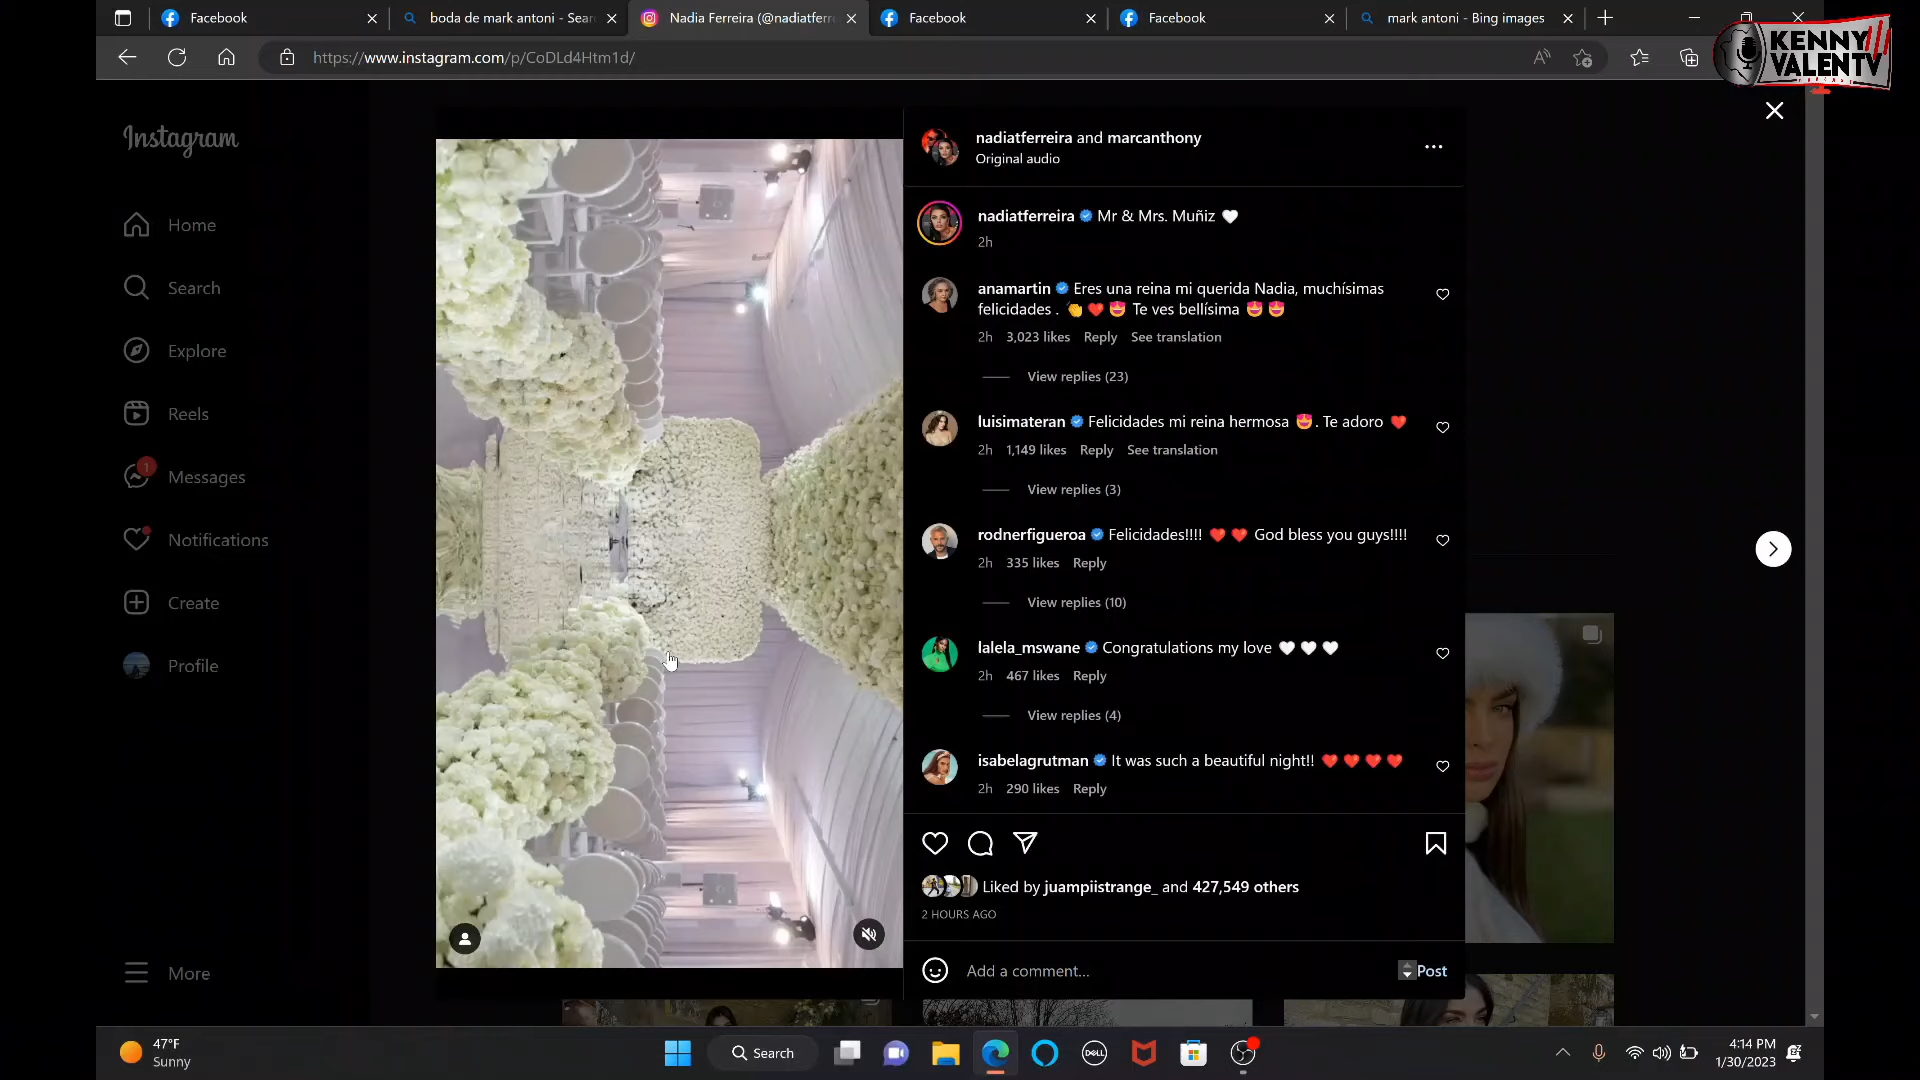 Facebook
boda de mark antoni - Sear
Nadia Ferreira (@nadiatferr
Facebook
Facebook
mark antoni - Bing images
https://www.instagram.com/p/CoDLd4Htm1d/
KENNY
VALENTV
Instagram
Home
Search
Explore
Reels
1
Messages
Notifications
Create
Profile
More
nadiatferreira and marcanthony
Original audio
nadiatferreira Mr & Mrs. Muñiz 🤍
2h
anamartin Eres una reina mi querida Nadia, muchísimas
felicidades . 👏❤️😍 Te ves bellísima 😍😍
2h 3,023 likes Reply See translation
View replies (23)
luisimateran Felicidades mi reina hermosa 😍. Te adoro ❤️
2h 1,149 likes Reply See translation
View replies (3)
rodnerfigueroa Felicidades!!!! ❤️❤️ God bless you guys!!!!
2h 335 likes Reply
View replies (10)
lalela_mswane Congratulations my love 🤍🤍🤍
2h 467 likes Reply
View replies (4)
isabelagrutman It was such a beautiful night!! ❤️❤️❤️❤️
2h 290 likes Reply
Liked by juampiistrange_ and 427,549 others
2 HOURS AGO
Add a comment...
Post
47°F
Sunny
Search
DELL
4:14 PM
1/30/2023